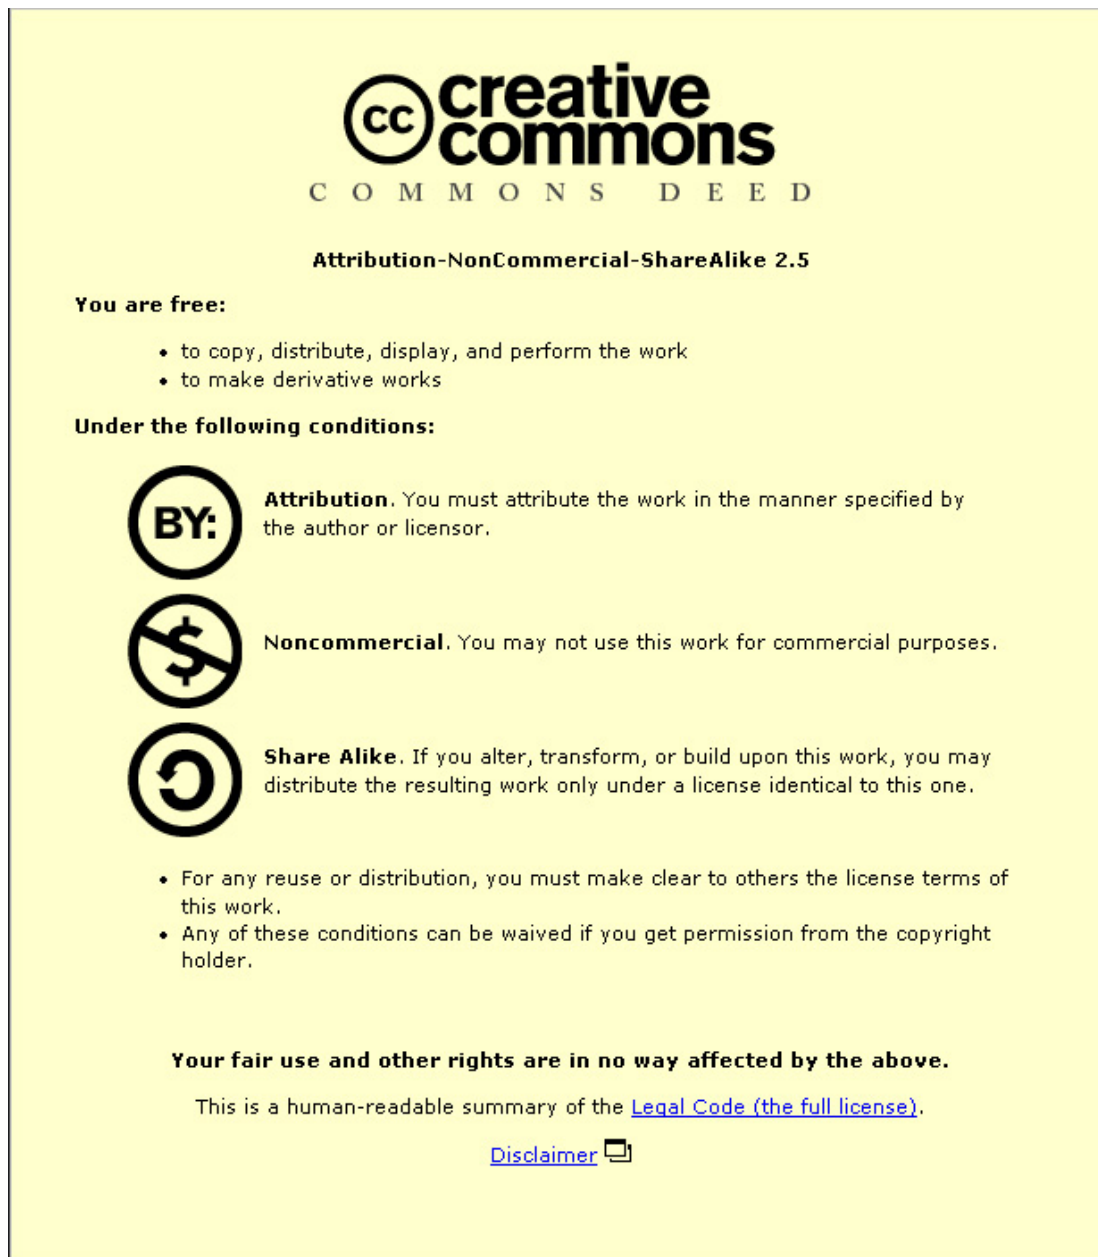 cc creative
commons
COMMONS DEED
Attribution-NonCommercial-ShareAlike 2.5
You are free:
• to copy, distribute, display, and perform the work
• to make derivative works
Under the following conditions:
BY:
Attribution. You must attribute the work in the manner specified by
the author or licensor.
$
Noncommercial. You may not use this work for commercial purposes.
Share Alike. If you alter, transform, or build upon this work, you may
distribute the resulting work only under a license identical to this one.
• For any reuse or distribution, you must make clear to others the license terms of
this work.
• Any of these conditions can be waived if you get permission from the copyright
holder.
Your fair use and other rights are in no way affected by the above.
This is a human-readable summary of the Legal Code (the full license).
Disclaimer